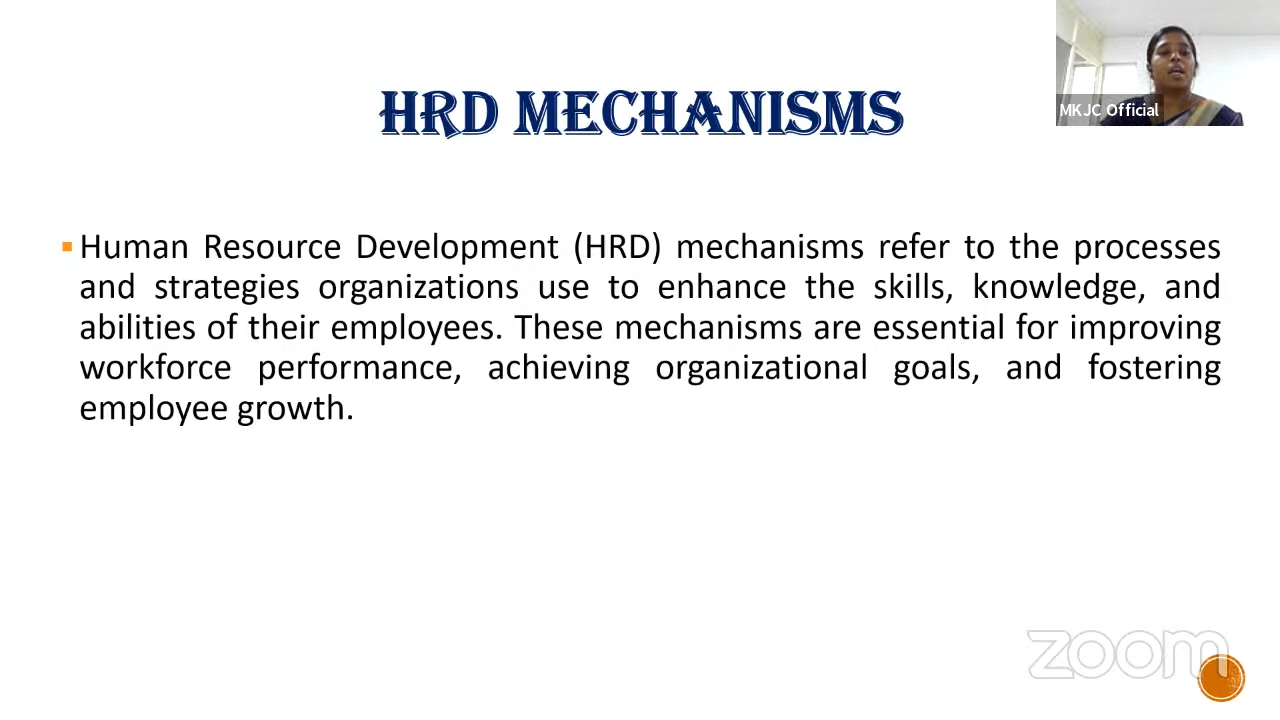 MKJC Official
HRD MECHANISMS
Human Resource Development (HRD) mechanisms refer to the processes
and strategies organizations use to enhance the skills, knowledge, and
abilities of their employees. These mechanisms are essential for improving
workforce performance, achieving organizational goals, and fostering
employee growth.
zoom